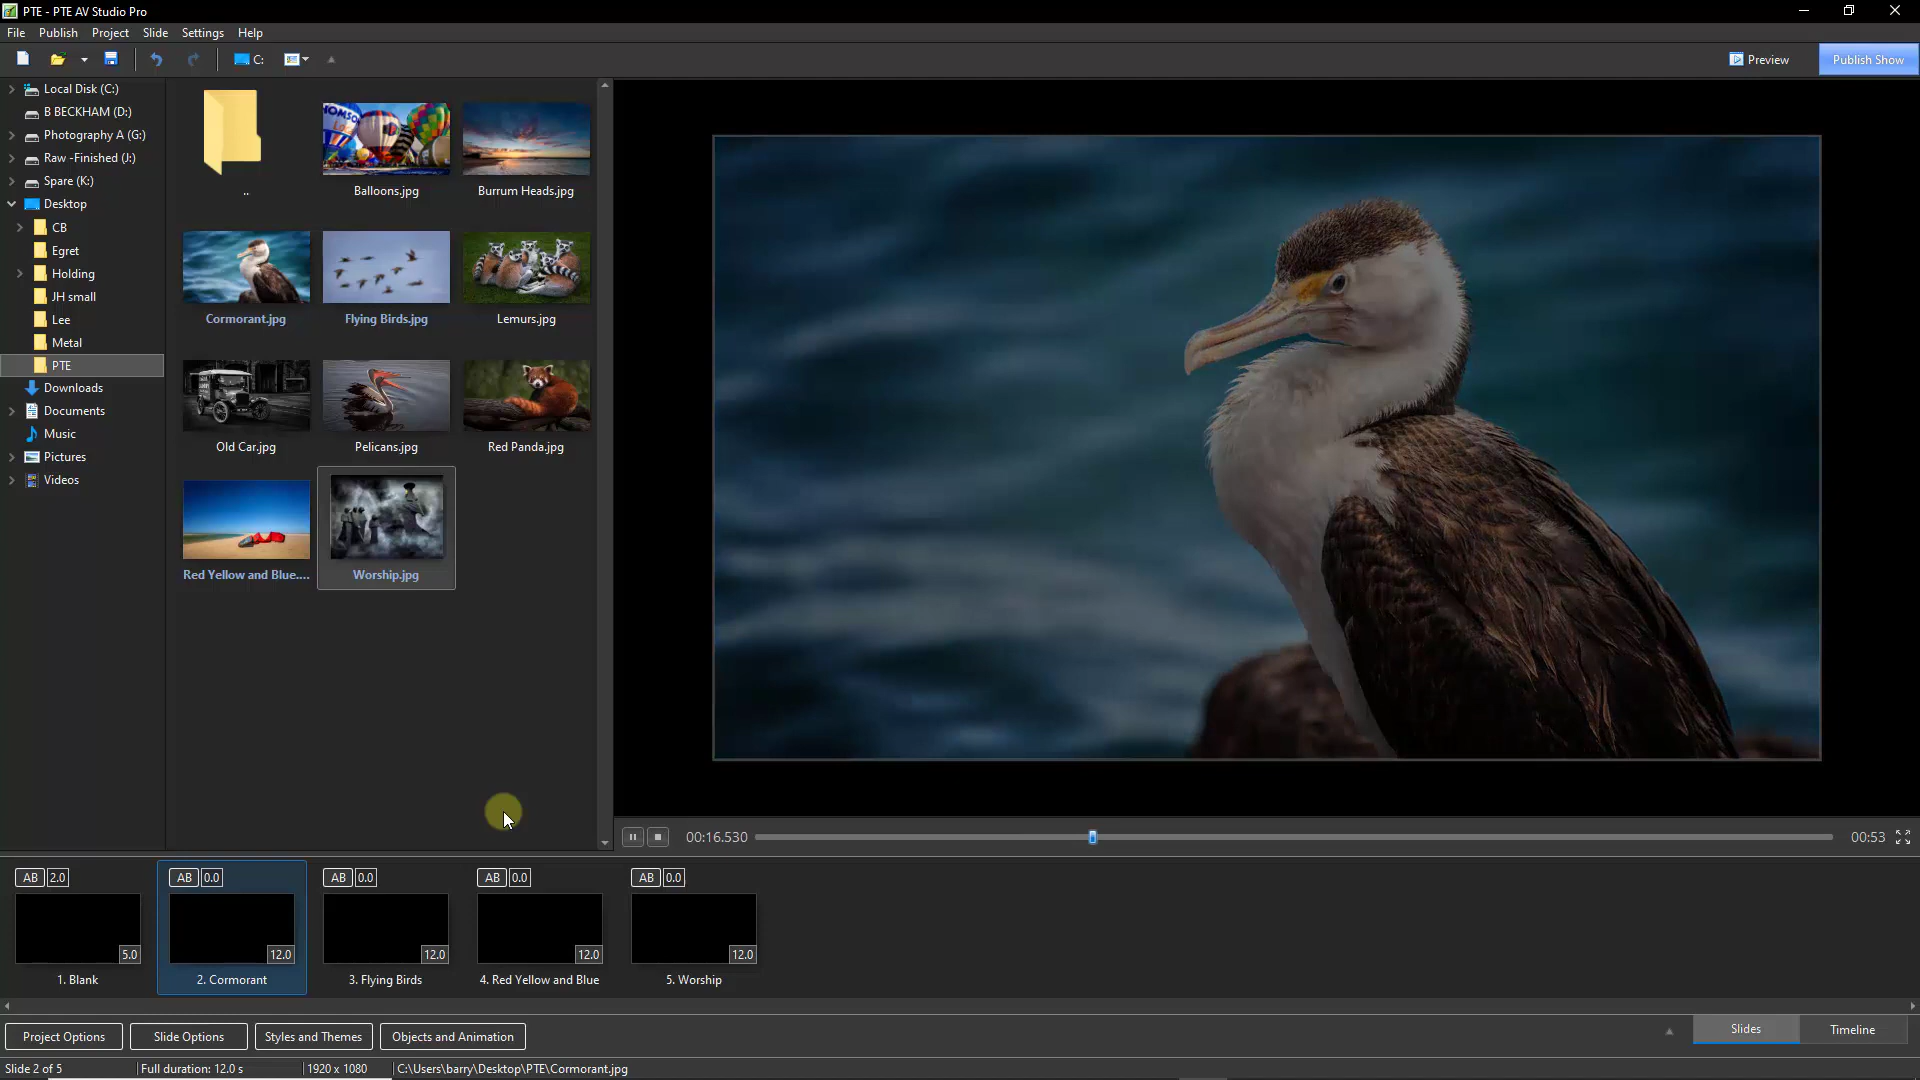 PTE - PTE AV Studio Pro
File Publish Project Slide Settings Help
C: Preview Publish Show
Local Disk (C:)
B BECKHAM (D:)
Photography A (G:)
Raw -Finished (J:)
Spare (K:)
Desktop
CB
Egret
Holding
JH small
Lee
Metal
PTE
Downloads
Documents
Music
Pictures
Videos
..
Balloons.jpg
Burrum Heads.jpg
Cormorant.jpg
Flying Birds.jpg
Lemurs.jpg
Old Car.jpg
Pelicans.jpg
Red Panda.jpg
Red Yellow and Blue....
Worship.jpg
00:16.530
00:53
AB 2.0
AB 0.0
AB 0.0
AB 0.0
AB 0.0
5.0
12.0
12.0
12.0
12.0
1. Blank
2. Cormorant
3. Flying Birds
4. Red Yellow and Blue
5. Worship
Project Options
Slide Options
Styles and Themes
Objects and Animation
Slides
Timeline
Slide 2 of 5
Full duration: 12.0 s
1920 x 1080
C:\Users\barry\Desktop\PTE\Cormorant.jpg